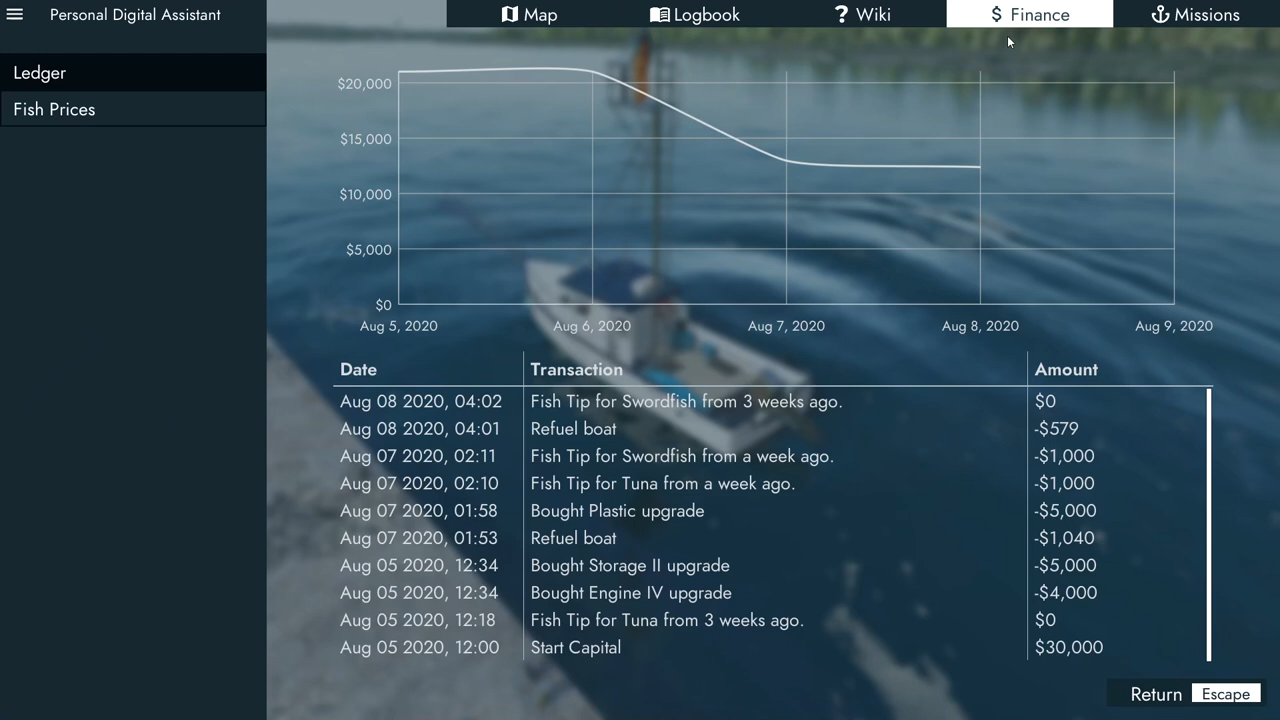 Personal Digital Assistant
Map
Logbook
Wiki
Finance
Missions
Ledger
Fish Prices
$20,000
$15,000
$10,000
$5,000
$0
Aug 5, 2020 Aug 6, 2020 Aug 7, 2020 Aug 8, 2020 Aug 9, 2020
Date Transaction Amount
Aug 08 2020, 04:02 Fish Tip for Swordfish from 3 weeks ago. $0
Aug 08 2020, 04:01 Refuel boat -$579
Aug 07 2020, 02:11 Fish Tip for Swordfish from a week ago. -$1,000
Aug 07 2020, 02:10 Fish Tip for Tuna from a week ago. -$1,000
Aug 07 2020, 01:58 Bought Plastic upgrade -$5,000
Aug 07 2020, 01:53 Refuel boat -$1,040
Aug 05 2020, 12:34 Bought Storage II upgrade -$5,000
Aug 05 2020, 12:34 Bought Engine IV upgrade -$4,000
Aug 05 2020, 12:18 Fish Tip for Tuna from 3 weeks ago. $0
Aug 05 2020, 12:00 Start Capital $30,000
Return Escape